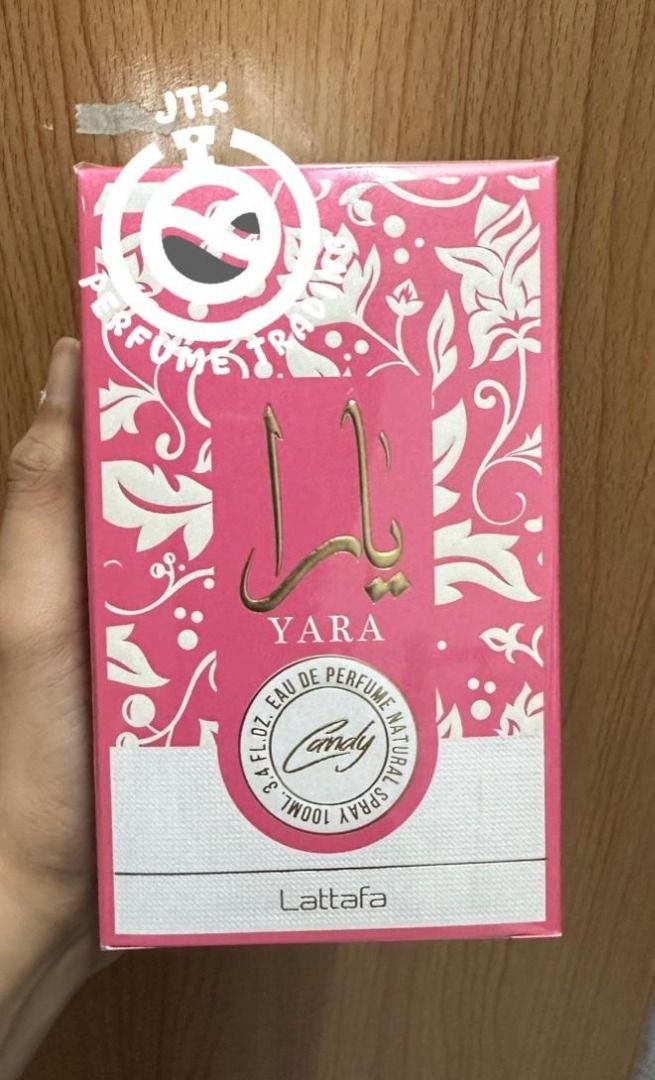 JTK
PERFUME TRADING
يارا
YARA
EAU DE PERFUME NATURAL SPRAY 100ML. 3.4 FL.OZ.
Candy
Lattafa